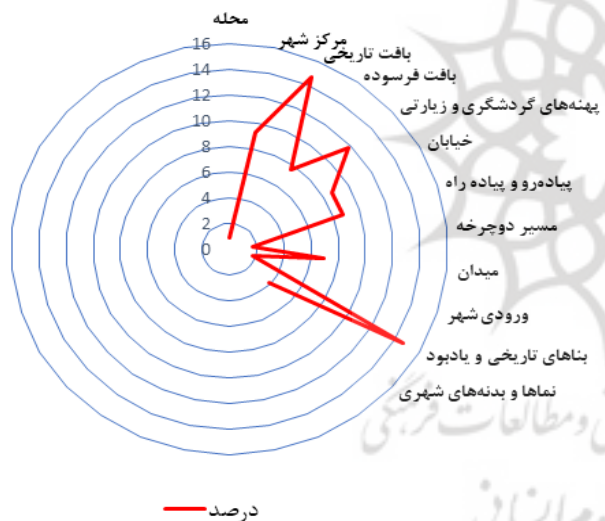 محله
مرکز شهر
بافت تاریخی
بافت فرسوده
پهنه‌های گردشگری و زیارتی
خیابان
پیاده‌رو و پیاده راه
مسیر دوچرخه
میدان
ورودی شهر
بناهای تاریخی و یادبود
نماها و بدنه‌های شهری
16
14
12
10
8
6
4
2
0
درصد
ومطالعات فرهنگی